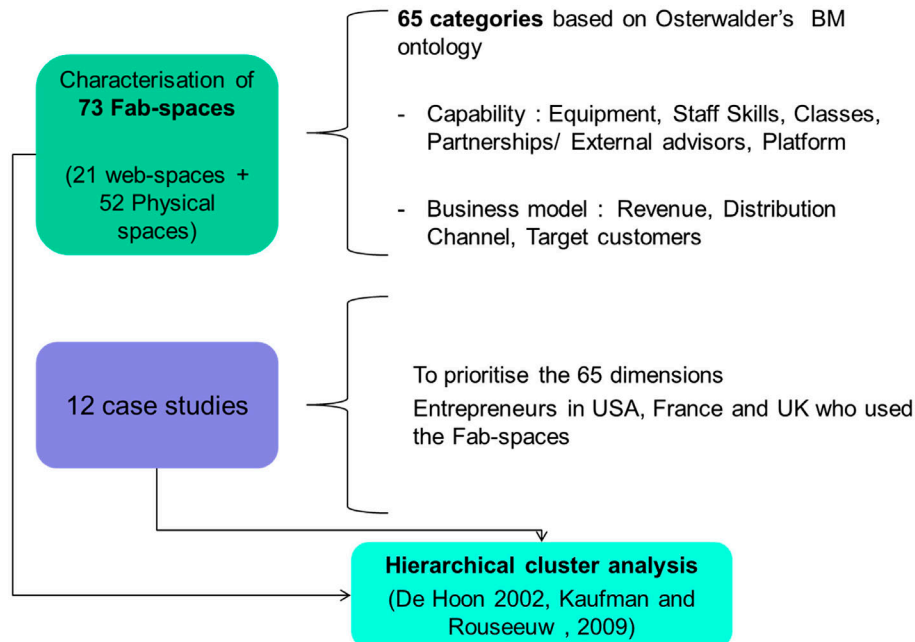 Characterisation of
73 Fab-spaces
(21 web-spaces +
52 Physical
spaces)
65 categories based on Osterwalder's BM
ontology
- Capability : Equipment, Staff Skills, Classes,
Partnerships/ External advisors, Platform
- Business model : Revenue, Distribution
Channel, Target customers
12 case studies
To prioritise the 65 dimensions
Entrepreneurs in USA, France and UK who used
the Fab-spaces
Hierarchical cluster analysis
(De Hoon 2002, Kaufman and
Rouseeuw , 2009)